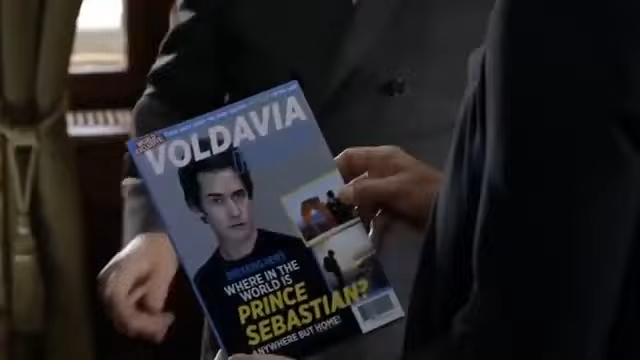 VOLDAVIA
BREAKING NEWS
WHERE IN THE
WORLD IS
PRINCE
SEBASTIAN?
ANYWHERE BUT HOME!